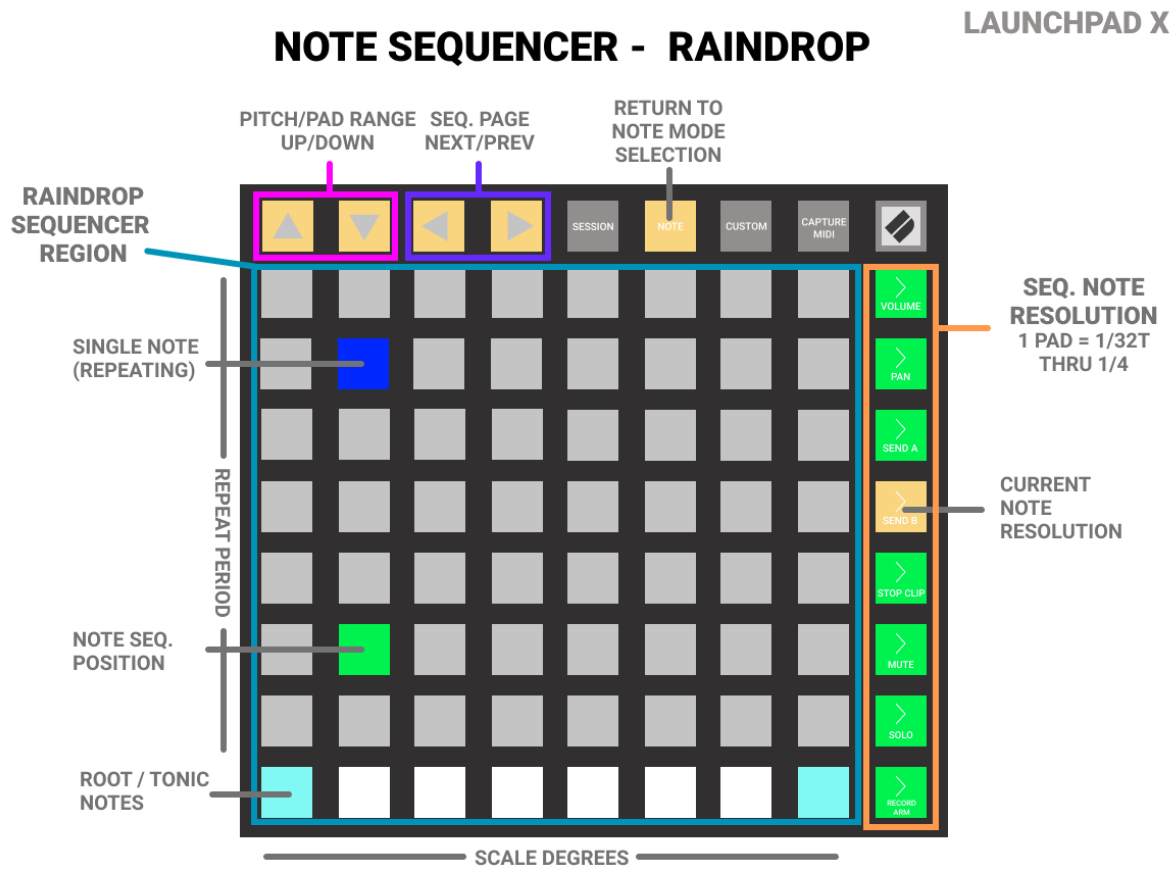 LAUNCHPAD X
NOTE SEQUENCER - RAINDROP
PITCH/PAD RANGE
UP/DOWN
SEQ. PAGE
NEXT/PREV
RETURN TO
NOTE MODE
SELECTION
RAINDROP
SEQUENCER
REGION
SESSION
NOTE
CUSTOM
CAPTURE
MIDI
VOLUME
SEQ. NOTE
RESOLUTION
1 PAD = 1/32T
THRU 1/4
SINGLE NOTE
(REPEATING)
PAN
SEND A
REPEAT PERIOD
SEND B
CURRENT
NOTE
RESOLUTION
STOP CLIP
NOTE SEQ.
POSITION
MUTE
SOLO
ROOT / TONIC
NOTES
RECORD
ARM
SCALE DEGREES